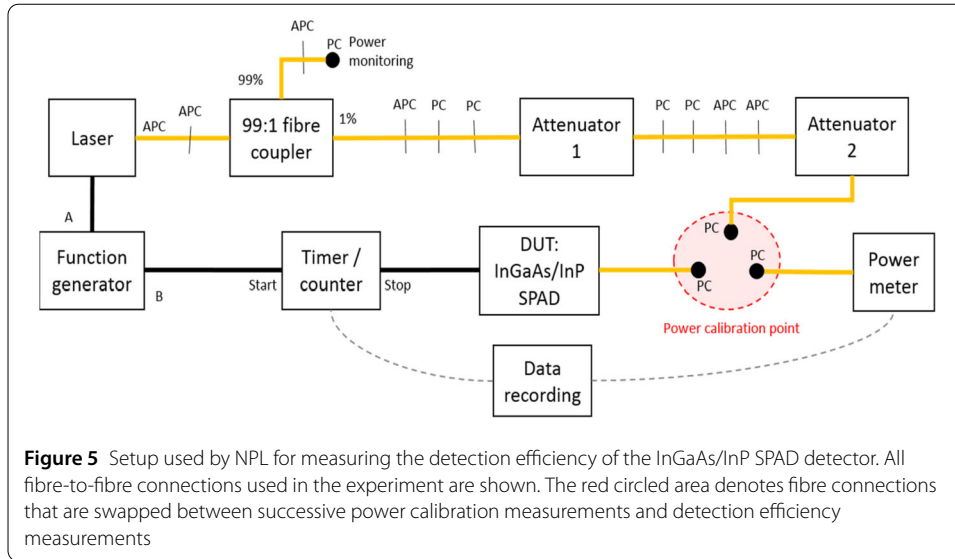 APC
PC Power
monitoring
99%
Laser
APC
APC
99:1 fibre
coupler
1%
APC PC PC
Attenuator
1
PC PC APC APC
Attenuator
2
A
Function
generator
B
Start
Timer /
counter
Stop
DUT:
InGaAs/InP
SPAD
PC
PC
PC
Power
meter
Power calibration point
Data
recording
Figure 5 Setup used by NPL for measuring the detection efficiency of the InGaAs/InP SPAD detector. All
fibre-to-fibre connections used in the experiment are shown. The red circled area denotes fibre connections
that are swapped between successive power calibration measurements and detection efficiency
measurements